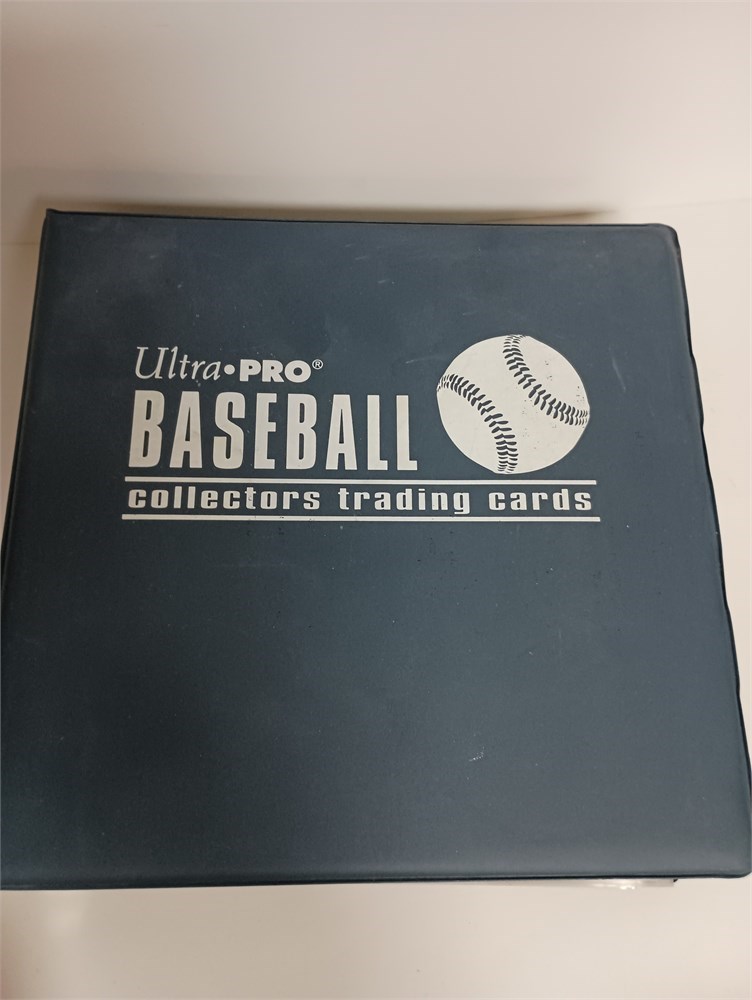 Ultra•PRO®
BASEBALL
collectors trading cards